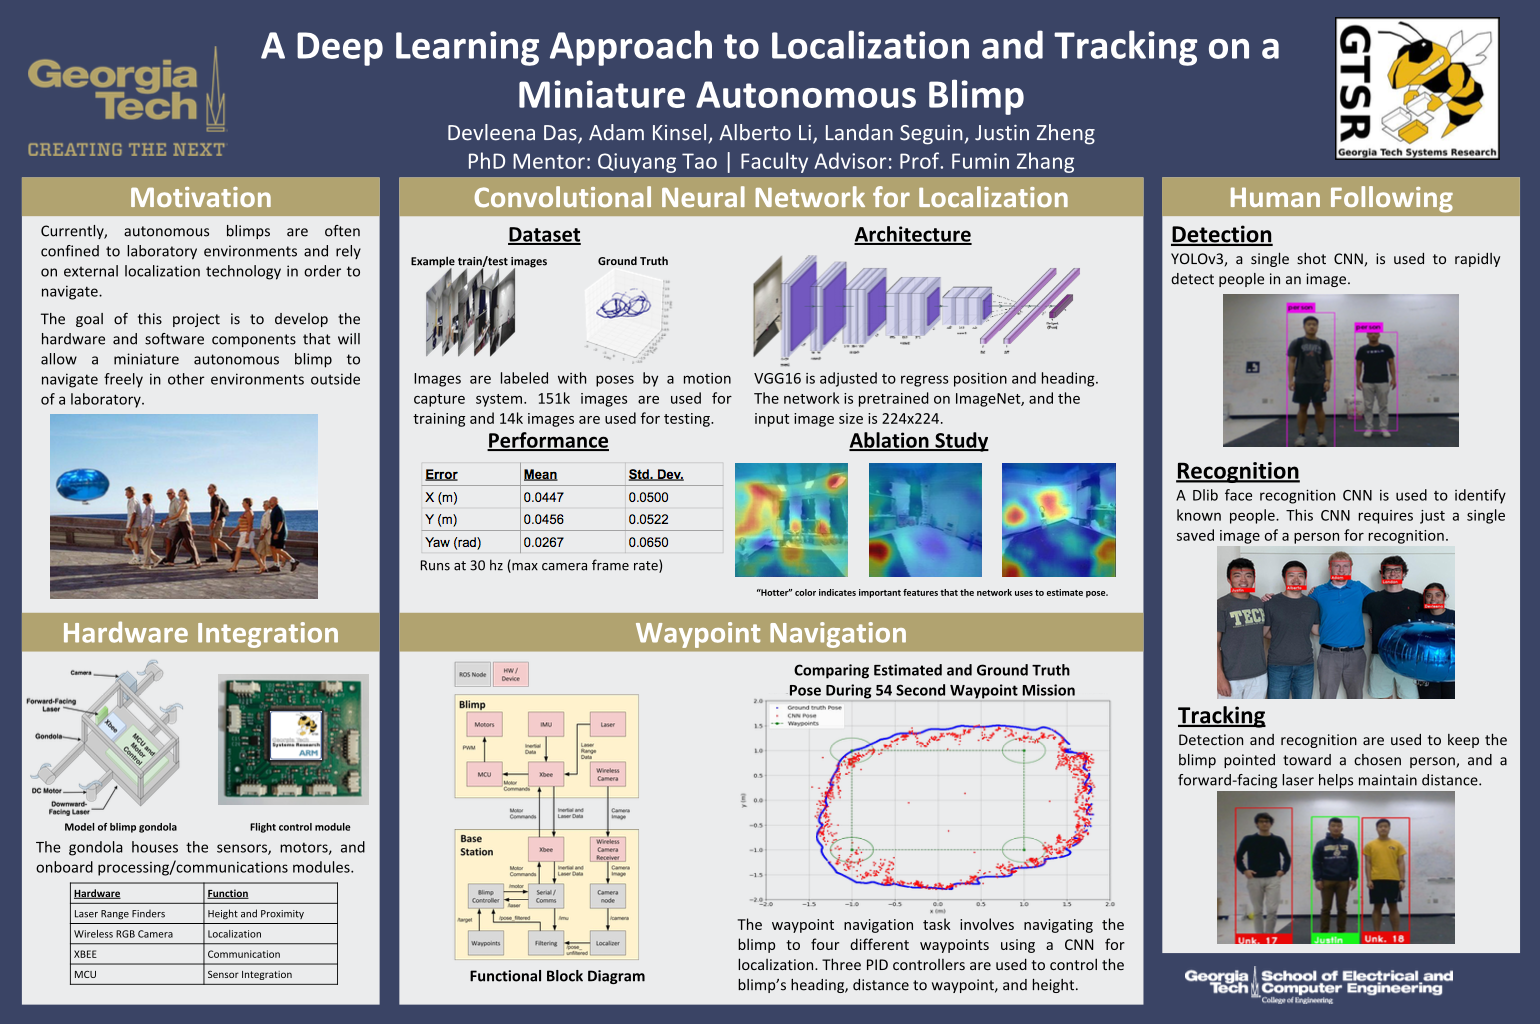 Georgia
Tech
CREATING THE NEXT
A Deep Learning Approach to Localization and Tracking on a
Miniature Autonomous Blimp
Devleena Das, Adam Kinsel, Alberto Li, Landan Seguin, Justin Zheng
PhD Mentor: Qiuyang Tao | Faculty Advisor: Prof. Fumin Zhang
GTSR
Georgia Tech Systems Research
Motivation
Currently, autonomous blimps are often
confined to laboratory environments and rely
on external localization technology in order to
navigate.
The goal of this project is to develop the
hardware and software components that will
allow a miniature autonomous blimp to
navigate freely in other environments outside
of a laboratory.
Hardware Integration
Camera
Forward-Facing
Laser
Xbee
Gondola
MCU and
Motor
Control
DC Motor
Downward-
Facing Laser
Model of blimp gondola
Georgia Tech
Systems Research
ARM
Flight control module
The gondola houses the sensors, motors, and
onboard processing/communications modules.
Hardware Function
Laser Range Finders Height and Proximity
Wireless RGB Camera Localization
XBEE Communication
MCU Sensor Integration
Convolutional Neural Network for Localization
Dataset
Example train/test images Ground Truth
Images are labeled with poses by a motion
capture system. 151k images are used for
training and 14k images are used for testing.
Architecture
VGG16 is adjusted to regress position and heading.
The network is pretrained on ImageNet, and the
input image size is 224x224.
Performance
Error Mean Std. Dev.
X (m) 0.0447 0.0500
Y (m) 0.0456 0.0522
Yaw (rad) 0.0267 0.0650
Runs at 30 hz (max camera frame rate)
Ablation Study
“Hotter” color indicates important features that the network uses to estimate pose.
Waypoint Navigation
ROS Node
HW /
Device
Blimp
Motors
IMU
Laser
PWM
Inertial
Data
Laser
Range
Data
MCU
Xbee
Wireless
Camera
Motor
Commands
Motor
Commands
Inertial and
Laser Data
Camera
Image
Base
Station
Xbee
Wireless
Camera
Receiver
Motor
Commands
Inertial and
Laser Data
Camera
Image
/motor
Blimp
Controller
Serial /
Comms
Camera
node
/laser
/target
/pose_filtered
/imu
/camera
Waypoints
Filtering
Localizer
/pose_
unfiltered
Functional Block Diagram
Comparing Estimated and Ground Truth
Pose During 54 Second Waypoint Mission
Ground truth Pose
CNN Pose
Waypoints
2.0
1.5
1.0
0.5
0.0
−0.5
−1.0
−1.5
−2.0
y (m)
−2.0 −1.5 −1.0 −0.5 0.0 0.5 1.0 1.5 2.0
x (m)
The waypoint navigation task involves navigating the
blimp to four different waypoints using a CNN for
localization. Three PID controllers are used to control the
blimp’s heading, distance to waypoint, and height.
Human Following
Detection
YOLOv3, a single shot CNN, is used to rapidly
detect people in an image.
person
person
Recognition
A Dlib face recognition CNN is used to identify
known people. This CNN requires just a single
saved image of a person for recognition.
Justin
Alberto
Adam
Landan
Devleena
TECH
Tracking
Detection and recognition are used to keep the
blimp pointed toward a chosen person, and a
forward-facing laser helps maintain distance.
Unk. 17
Justin
Unk. 18
Georgia
Tech
School of Electrical and
Computer Engineering
College of Engineering